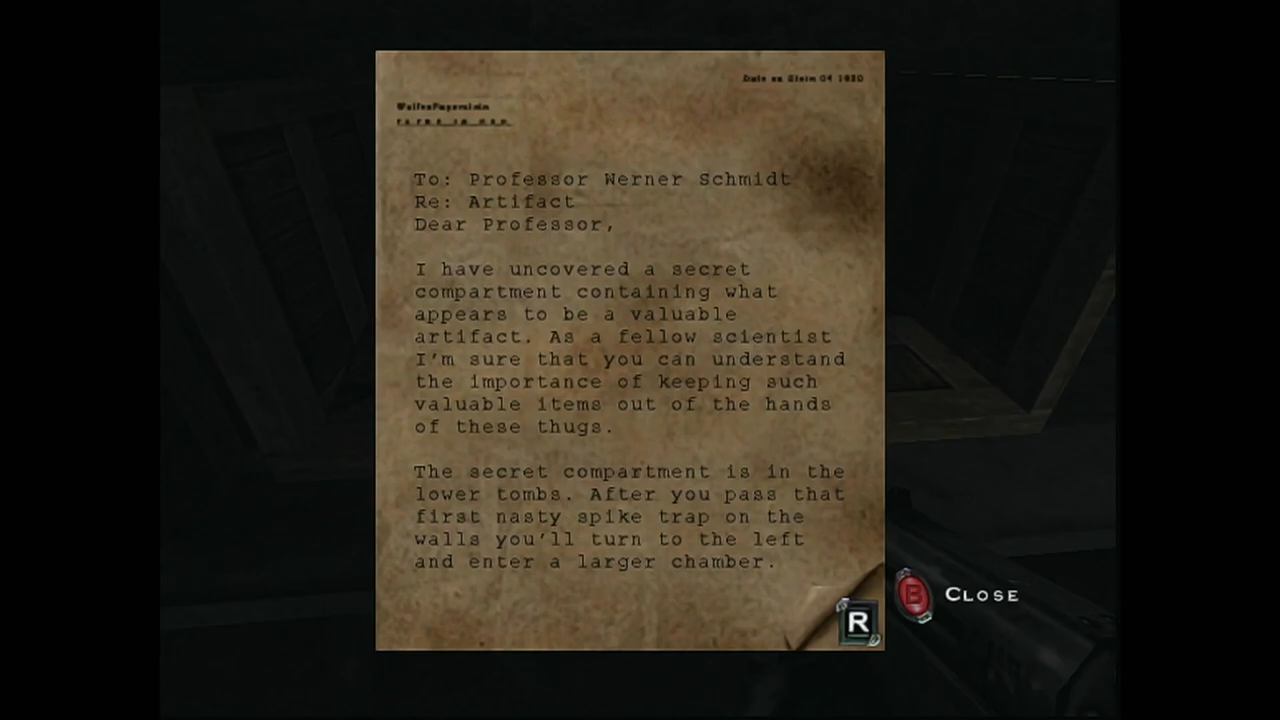 To: Professor Werner Schmidt
Re: Artifact
Dear Professor,
I have uncovered a secret
compartment containing what
appears to be a valuable
artifact. As a fellow scientist
I'm sure that you can understand
the importance of keeping such
valuable items out of the hands
of these thugs.
The secret compartment is in the
lower tombs. After you pass that
first nasty spike trap on the
walls you'll turn to the left
and enter a larger chamber.
R
B CLOSE